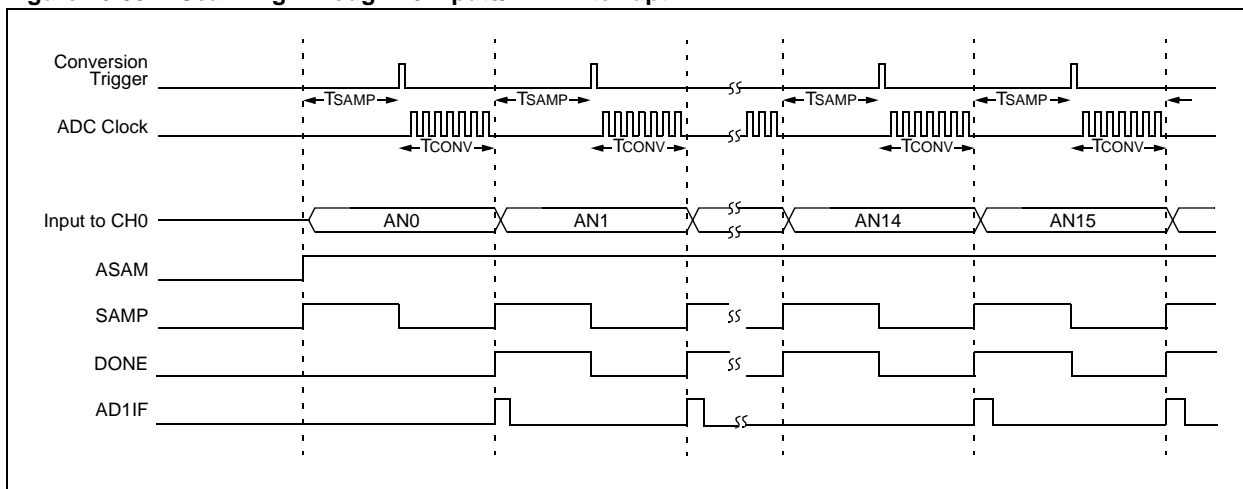 Conversion
Trigger
TSAMP TSAMP TSAMP TSAMP
ADC Clock
TCONV TCONV TCONV TCONV
Input to CH0 AN0 AN1 AN14 AN15
ASAM
SAMP
DONE
AD1IF